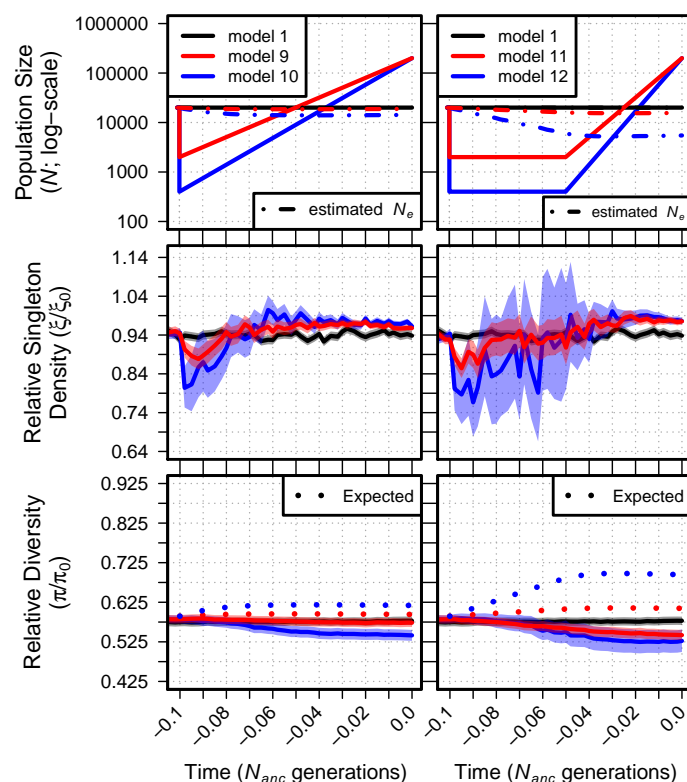 Population Size
(N; log−scale)
1000000
100000
10000
1000
100
model 1
model 9
model 10
estimated Ne
model 1
model 11
model 12
estimated Ne
Relative Singleton
Density (ξ/ξ0)
1.14
1.04
0.94
0.84
0.74
0.64
Relative Diversity
(π/π0)
0.925
0.825
0.725
0.625
0.525
0.425
Expected
Expected
−0.1
−0.08
−0.06
−0.04
−0.02
0.0
−0.1
−0.08
−0.06
−0.04
−0.02
0.0
Time (Nanc generations)
Time (Nanc generations)